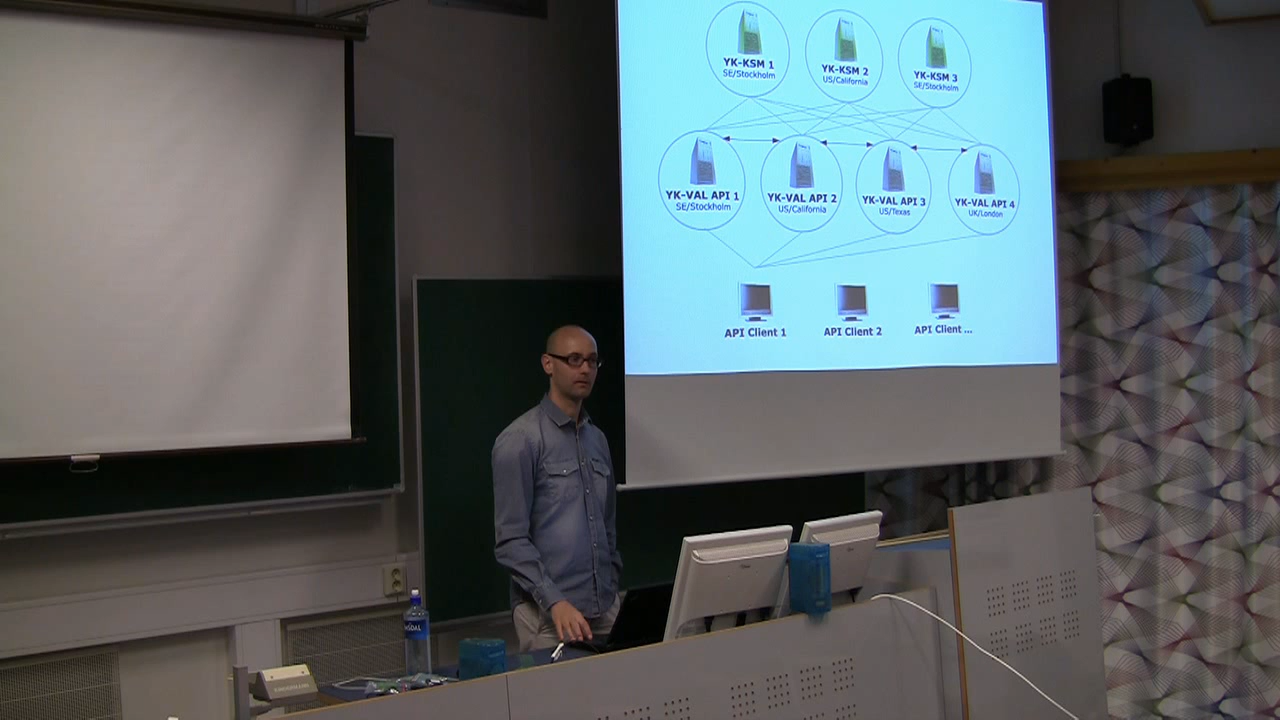 YK-KSM 1
SE/Stockholm
YK-KSM 2
US/California
YK-KSM 3
SE/Stockholm
YK-VAL API 1
SE/Stockholm
YK-VAL API 2
US/California
YK-VAL API 3
US/Texas
YK-VAL API 4
UK/London
API Client 1
API Client 2
API Client ...